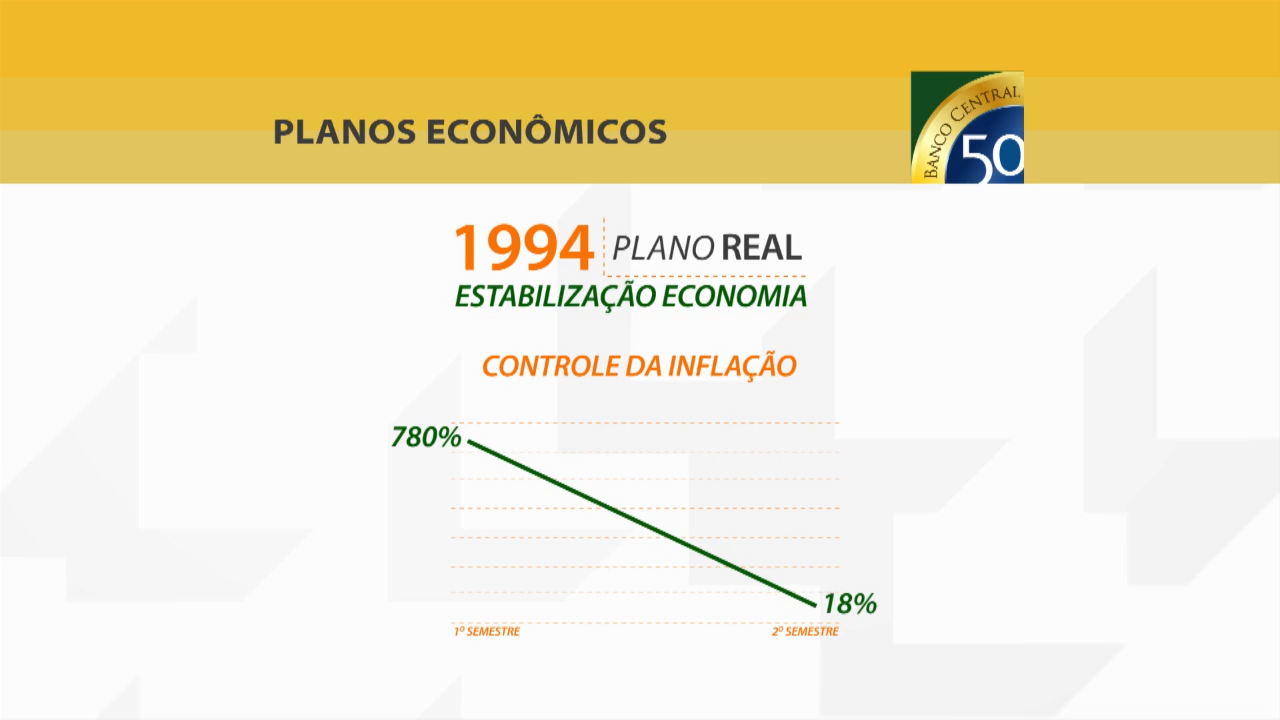 PLANOS ECONÔMICOS
BANCO CENTRAL
50
1994 PLANO REAL
ESTABILIZAÇÃO ECONOMIA
CONTROLE DA INFLAÇÃO
780%
18%
1º SEMESTRE 2º SEMESTRE